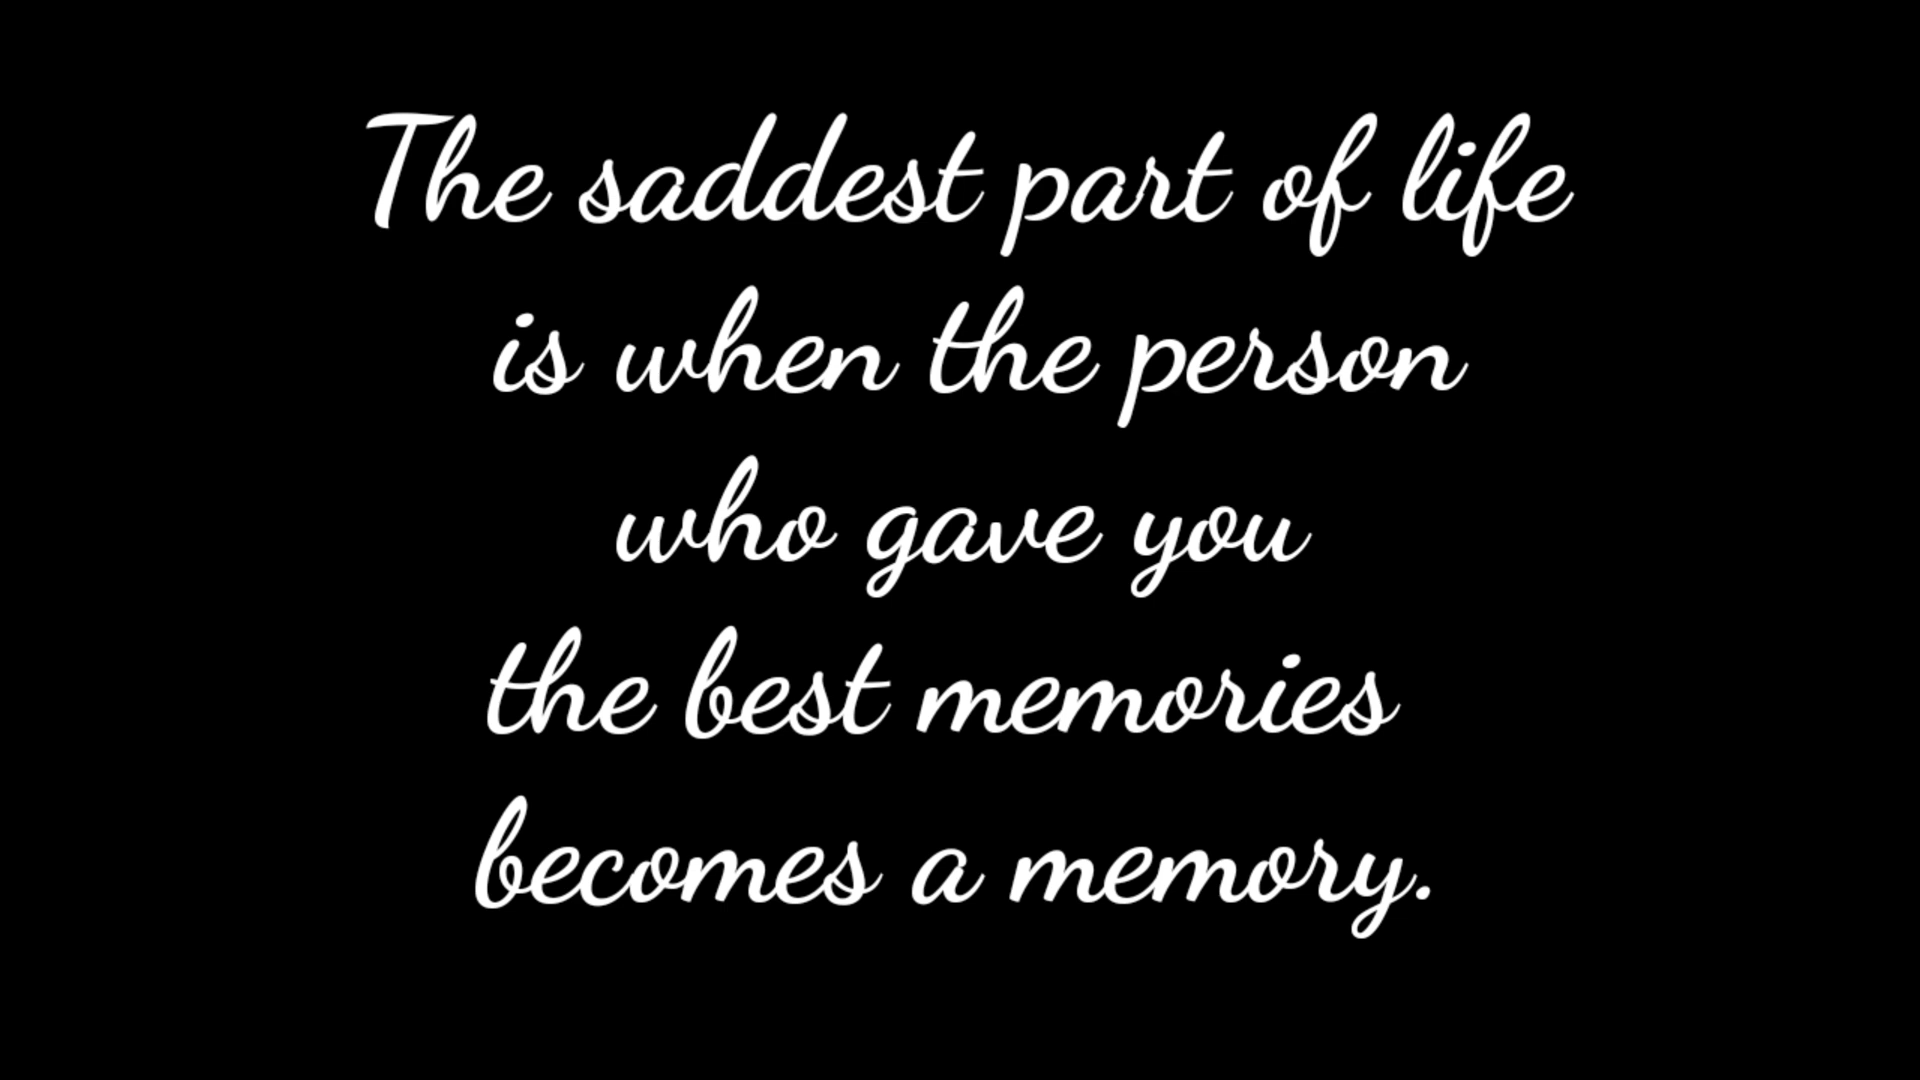 The saddest part of life
is when the person
who gave you
the best memories
becomes a memory.